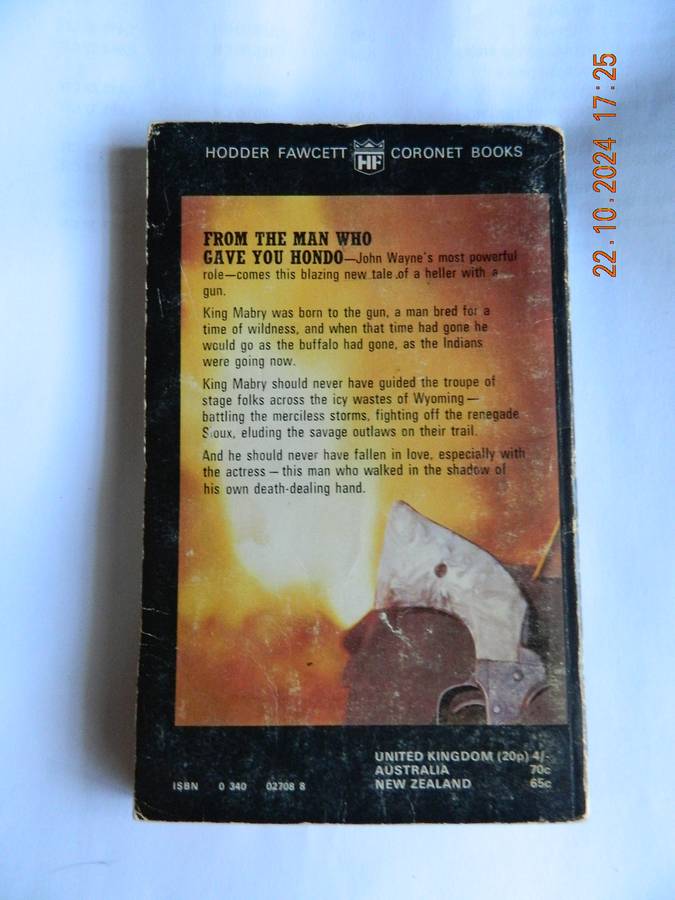 HODDER FAWCETT HF CORONET BOOKS
FROM THE MAN WHO
GAVE YOU HONDO—John Wayne's most powerful
role—comes this blazing new tale of a heller with a
gun.
King Mabry was born to the gun, a man bred for a
time of wildness, and when that time had gone he
would go as the buffalo had gone, as the Indians
were going now.
King Mabry should never have guided the troupe of
stage folks across the icy wastes of Wyoming—
battling the merciless storms, fighting off the renegade
Sioux, eluding the savage outlaws on their trail.
And he should never have fallen in love, especially with
the actress—this man who walked in the shadow of
his own death-dealing hand.
UNITED KINGDOM (20p) 4/-
AUSTRALIA 70c
NEW ZEALAND 65c
ISBN 0 340 02708 8
22.10.2024 17:25